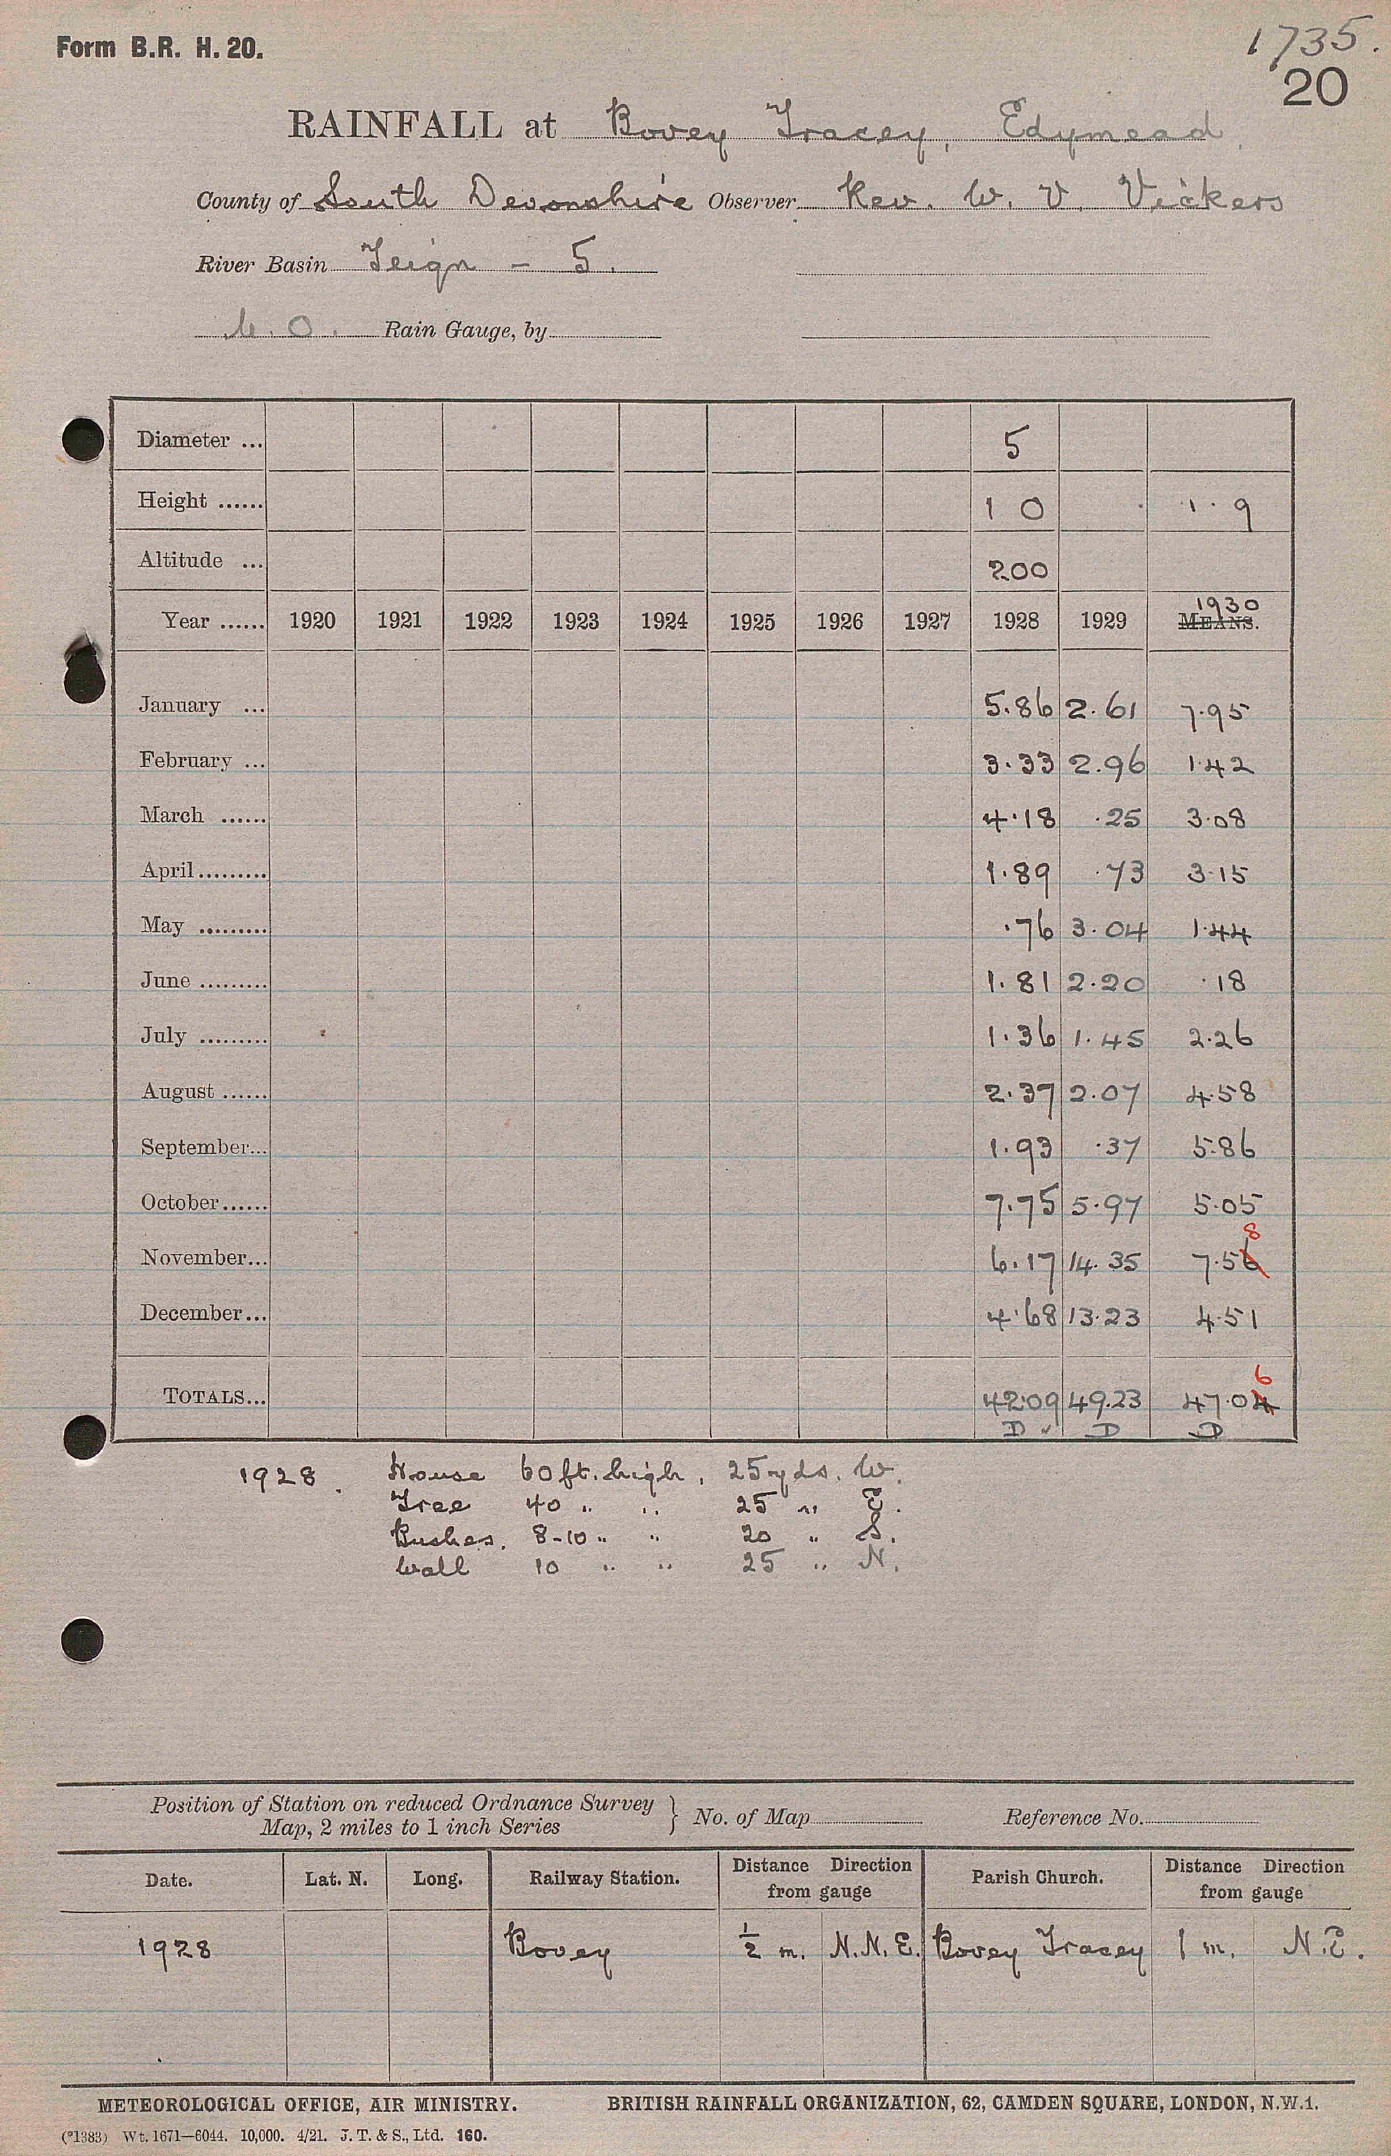 Form B.R. H. 20.
1735.
20
RAINFALL at Bovey Tracey, Edymead
County of South Devonshire Observer Rev. W. V. Vickers
River Basin Teign - 5.
M.O. Rain Gauge, by
Diameter ... 5
Height ...... 1 0 1 · 9
Altitude ... 200
1930
Year ...... 1920 1921 1922 1923 1924 1925 1926 1927 1928 1929 MEANS.
January ... 5.86 2.61 7.95
February ... 3.33 2.96 1.42
March ...... 4.18 .25 3.08
April......... 1.89 .73 3.15
May ......... .76 3.04 1.44
June ......... 1.81 2.20 .18
July ......... 1.36 1.45 2.26
August ...... 2.37 2.07 4.58
September... 1.93 .37 5.86
October...... 7.75 5.97 5.05
8
November... 6.17 14.35 7.56
December... 4.68 13.23 4.51
6
TOTALS... 42.09 49.23 47.04
D D D
1928. House 60 ft. high, 25 yds. W.
Tree 40 " " 25 " E.
Bushes. 8-10 " " 20 " S.
Wall 10 " " 25 " N.
Position of Station on reduced Ordnance Survey
Map, 2 miles to 1 inch Series } No. of Map Reference No.
Date. Lat. N. Long. Railway Station. Distance Direction from gauge Parish Church. Distance Direction from gauge
1928 Bovey ½ m. N.N.E. Bovey Tracey 1 m. N.E.
METEOROLOGICAL OFFICE, AIR MINISTRY. BRITISH RAINFALL ORGANIZATION, 62, CAMDEN SQUARE, LONDON, N.W.1.
(*1383) Wt. 1671—6044. 10,000. 4/21. J. T. & S., Ltd. 160.